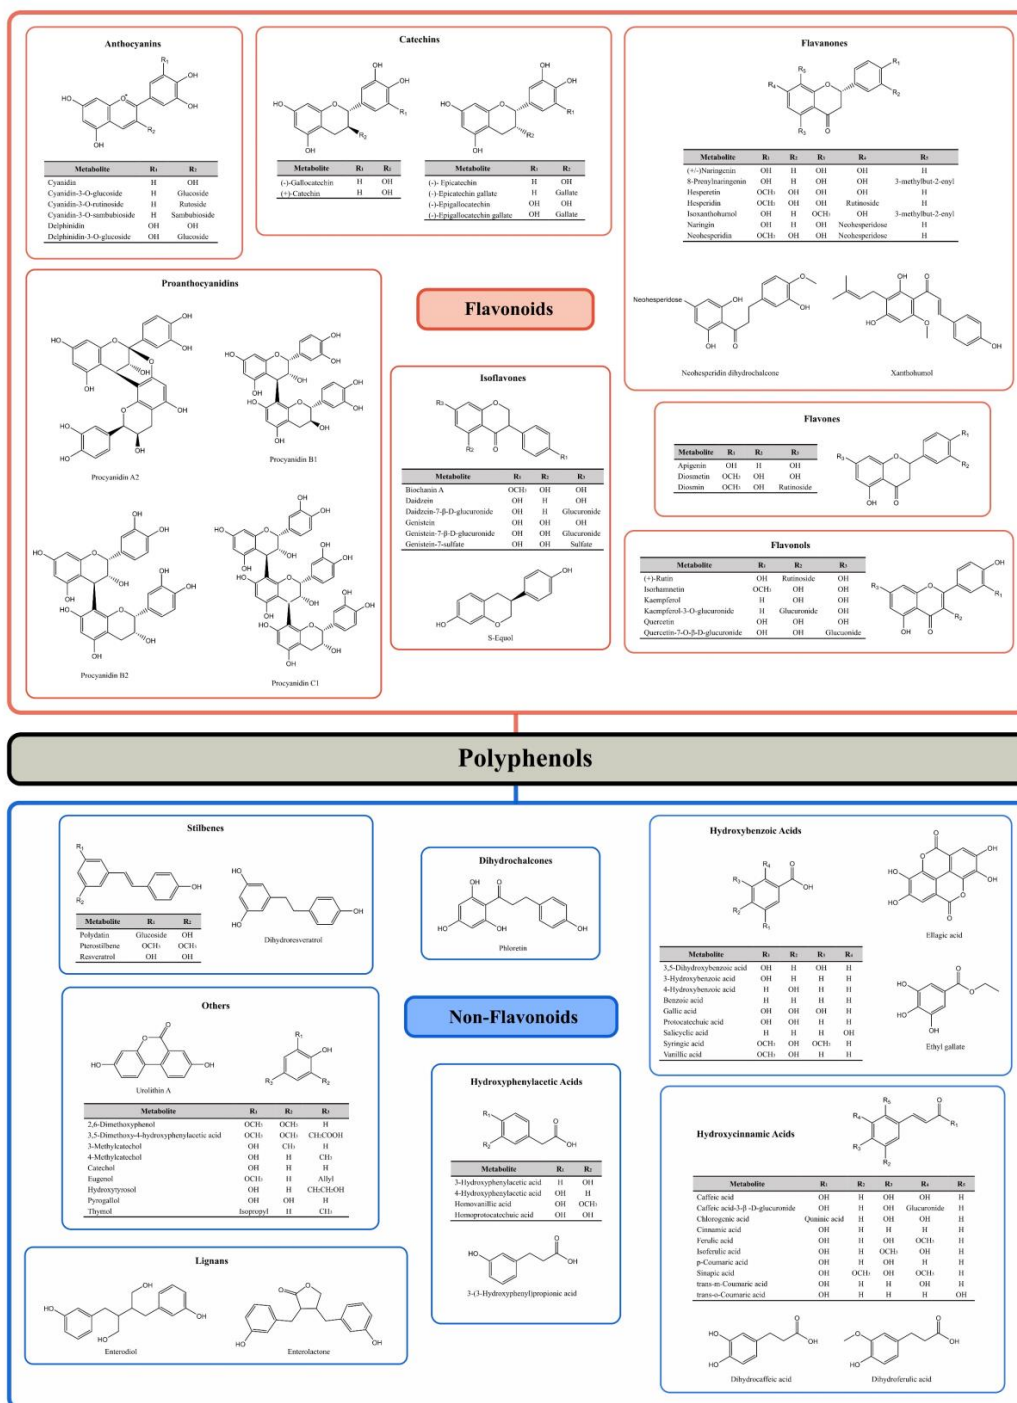 Anthocyanins
Metabolite R₁ R₂
Cyanidin H OH
Cyanidin-3-O-glucoside H Glucoside
Cyanidin-3-O-rutinoside H Rutoside
Cyanidin-3-O-sambubioside H Sambubioside
Delphinidin OH OH
Delphinidin-3-O-glucoside OH Glucoside
Catechins
Metabolite R₁ R₂
(-)-Gallocatechin H OH
(+)-Catechin H OH
Metabolite R₁ R₂
(-)- Epicatechin H OH
(-)-Epicatechin gallate H Gallate
(-)-Epigallocatechin OH OH
(-)-Epigallocatechin gallate OH Gallate
Flavanones
Metabolite R₁ R₂ R₃ R₄ R₅
(+/-)Naringenin OH H OH OH H
8-Prenylnaringenin OH H OH OH 3-methylbut-2-enyl
Hesperetin OCH₃ OH OH OH H
Hesperidin OCH₃ OH OH Rutinoside H
Isoxanthohumol OH H OCH₃ OH 3-methylbut-2-enyl
Naringin OH H OH Neohesperidose H
Neohesperidin OCH₃ OH OH Neohesperidose H
Neohesperidose
Neohesperidin dihydrochalcone
Xanthohumol
Proanthocyanidins
Procyanidin A2
Procyanidin B1
Procyanidin B2
Procyanidin C1
Flavonoids
Isoflavones
Metabolite R₁ R₂ R₃
Biochanin A OCH₃ OH OH
Daidzein OH H OH
Daidzein-7-β-D-glucuronide OH H Glucuronide
Genistein OH OH OH
Genistein-7-β-D-glucuronide OH OH Glucuronide
Genistein-7-sulfate OH OH Sulfate
S-Equol
Flavones
Metabolite R₁ R₂ R₃
Apigenin OH H OH
Diosmetin OCH₃ OH OH
Diosmin OCH₃ OH Rutinoside
Flavonols
Metabolite R₁ R₂ R₃
(+)-Rutin OH Rutinoside OH
Isorhamnetin OCH₃ OH OH
Kaempferol H OH OH
Kaempferol-3-O-glucuronide H Glucuronide OH
Quercetin OH OH OH
Quercetin-7-O-β-D-glucuronide OH OH Glucuonide
Polyphenols
Stilbenes
Metabolite R₁ R₂
Polydatin Glucoside OH
Pterostilbene OCH₃ OCH₃
Resveratrol OH OH
Dihydroresveratrol
Dihydrochalcones
Phloretin
Non-Flavonoids
Hydroxybenzoic Acids
Metabolite R₁ R₂ R₃ R₄
3,5-Dihydroxybenzoic acid OH H OH H
3-Hydroxybenzoic acid OH H H H
4-Hydroxybenzoic acid H OH H H
Benzoic acid H H H H
Gallic acid OH OH OH H
Protocatechuic acid OH OH H H
Salicyclic acid H H H OH
Syringic acid OCH₃ OH OCH₃ H
Vanillic acid OCH₃ OH H H
Ellagic acid
Ethyl gallate
Others
Urolithin A
Metabolite R₁ R₂ R₃
2,6-Dimethoxyphenol OCH₃ OCH₃ H
3,5-Dimethoxy-4-hydroxyphenylacetic acid OCH₃ OCH₃ CH₂COOH
3-Methylcatechol OH CH₃ H
4-Methylcatechol OH H CH₃
Catechol OH H H
Eugenol OCH₃ H Allyl
Hydroxytyrosol OH H CH₂CH₂OH
Pyrogallol OH OH H
Thymol Isopropyl H CH₃
Hydroxyphenylacetic Acids
Metabolite R₁ R₂
3-Hydroxyphenylacetic acid H OH
4-Hydroxyphenylacetic acid OH H
Homovanillic acid OH OCH₃
Homoprotocatechuic acid OH OH
3-(3-Hydroxyphenyl)propionic acid
Hydroxycinnamic Acids
Metabolite R₁ R₂ R₃ R₄ R₅
Caffeic acid OH H OH OH H
Caffeic acid-3-β -D-glucuronide OH H OH Glucuronide H
Chlorogenic acid Quninic acid H OH OH H
Cinnamic acid OH H H H H
Ferulic acid OH H OH OCH₃ H
Isoferulic acid OH H OCH₃ OH H
p-Coumaric acid OH H OH H H
Sinapic acid OH OCH₃ OH OCH₃ H
trans-m-Coumaric acid OH H H OH H
trans-o-Coumaric acid OH H H H OH
Dihydrocaffeic acid
Dihydroferulic acid
Lignans
Enterodiol
Enterolactone